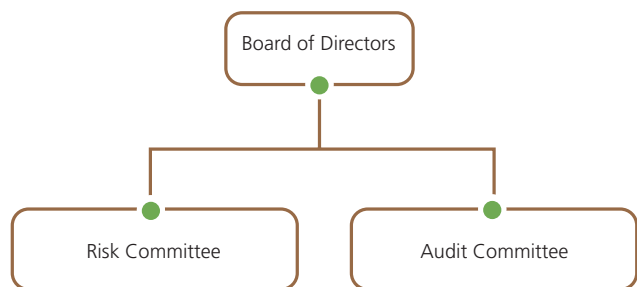 Board of Directors
Risk Committee
Audit Committee